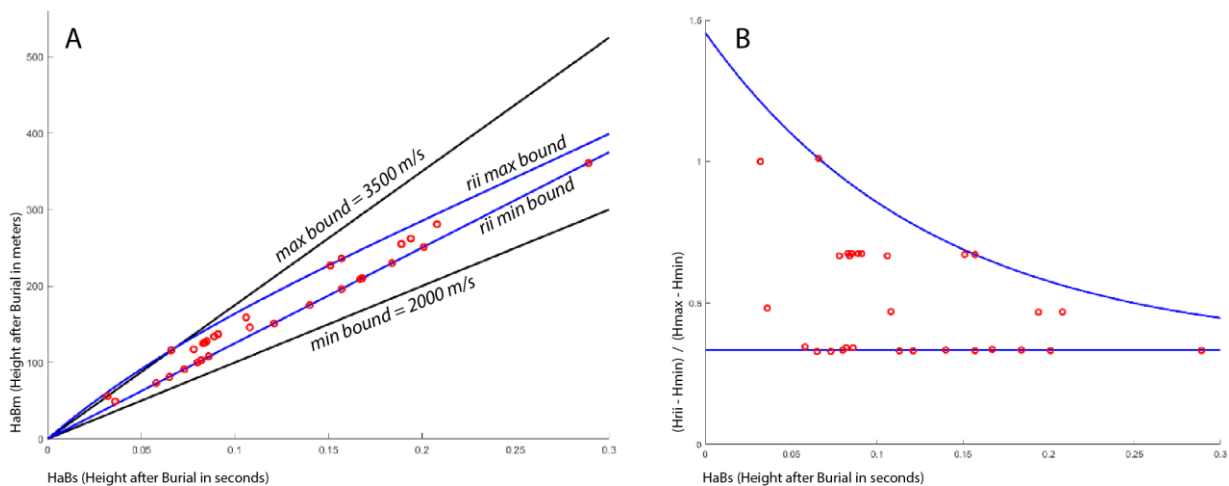 A
500
400
300
200
100
0
0
0.05
0.1
0.15
0.2
0.25
0.3
HaBm (Height after Burial in meters)
HaBs (Height after Burial in seconds)
max bound = 3500 m/s
rii max bound
rii min bound
min bound = 2000 m/s
B
1.5
1
0.5
0
0
0.05
0.1
0.15
0.2
0.25
0.3
(Hrii - Hmin) / (Hmax - Hmin)
HaBs (Height after Burial in seconds)